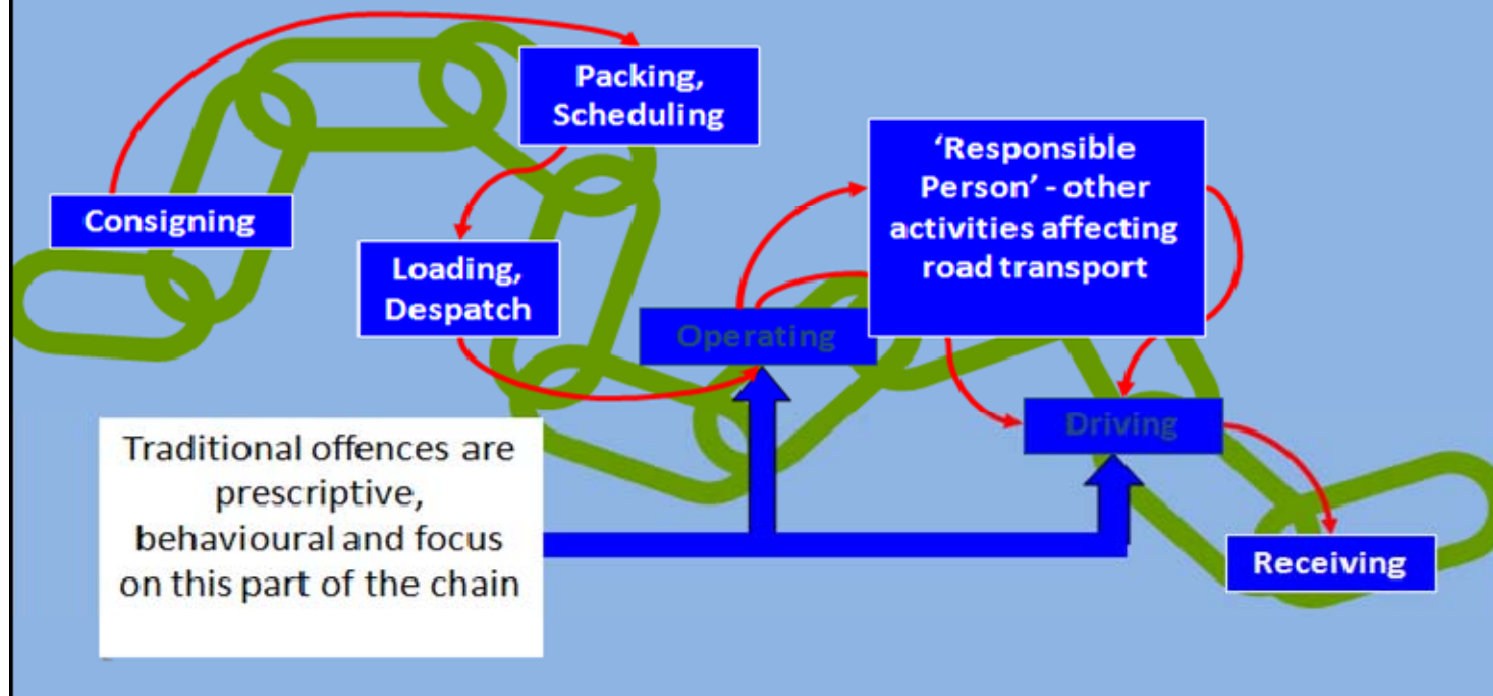 Packing,
Scheduling
‘Responsible
Person’ - other
activities affecting
road transport
Consigning
Loading,
Despatch
Operating
Driving
Traditional offences are
prescriptive,
behavioural and focus
on this part of the chain
Receiving